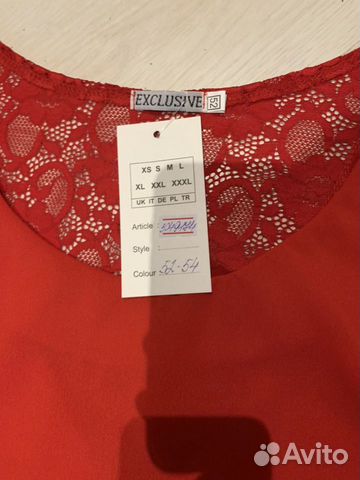 EXCLUSIVE
52
XS S M L
XL XXL XXXL
UK IT DE PL TR
Article :
Style :
Colour : 52-54
Avito